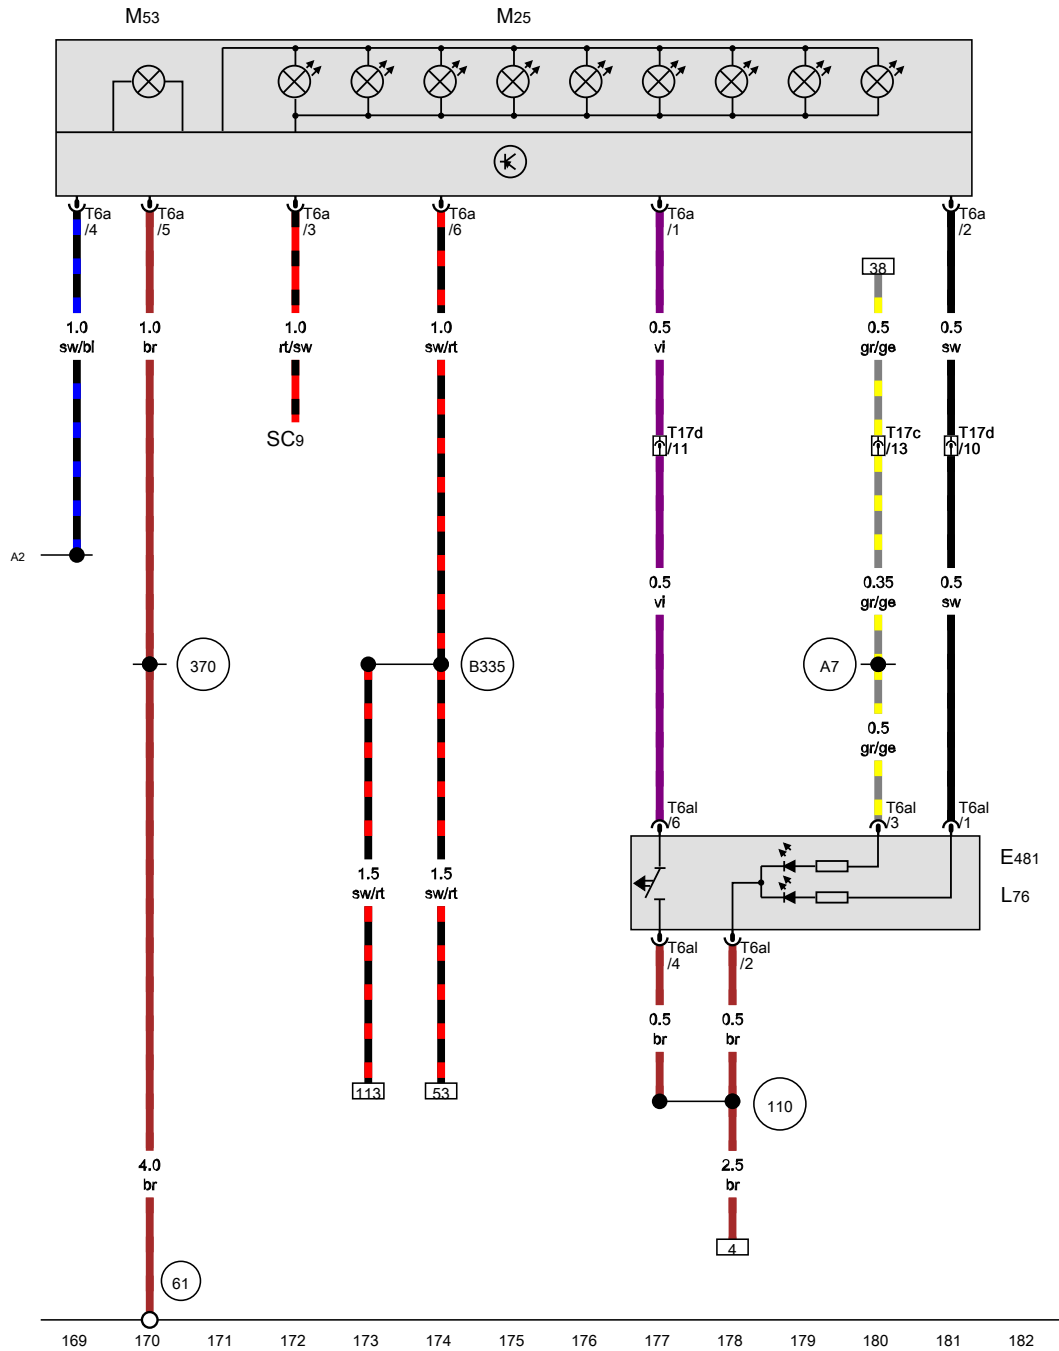 M53 M25
T6a T6a T6a T6a T6a T6a
/4 /5 /3 /6 /1 /2
38
1.0 1.0 1.0 1.0 0.5 0.5 0.5
sw/bl br rt/sw sw/rt vi gr/ge sw
SC9
T17d T17c T17d
/11 /13 /10
A2
0.5 0.35 0.5
vi gr/ge sw
370 B335 A7
0.5
gr/ge
T6al T6al T6al
/6 /3 /1
E481
1.5 1.5
sw/rt sw/rt
L76
T6al T6al
/4 /2
0.5 0.5
br br
113 53
110
4.0 2.5
br br
4
61
169 170 171 172 173 174 175 176 177 178 179 180 181 182